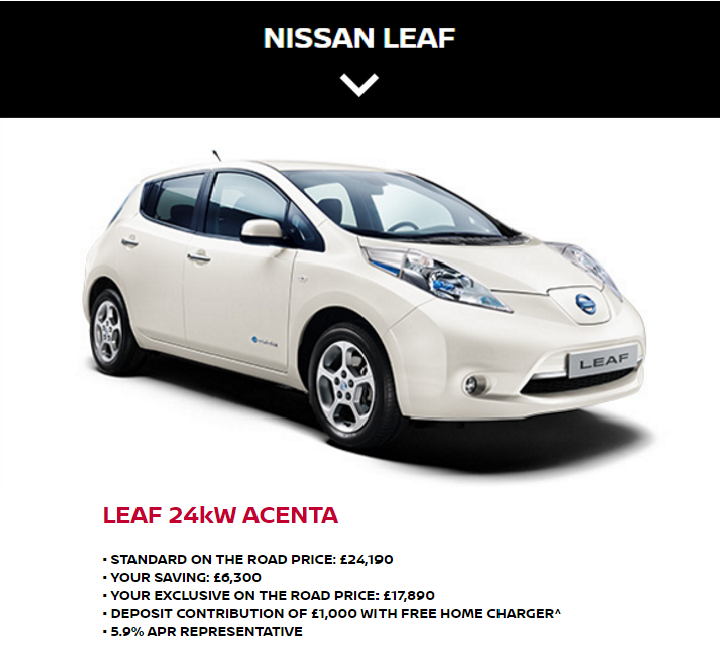 NISSAN LEAF
LEAF
LEAF 24kW ACENTA
▪ STANDARD ON THE ROAD PRICE: £24,190
▪ YOUR SAVING: £6,300
▪ YOUR EXCLUSIVE ON THE ROAD PRICE: £17,890
▪ DEPOSIT CONTRIBUTION OF £1,000 WITH FREE HOME CHARGER^
▪ 5.9% APR REPRESENTATIVE